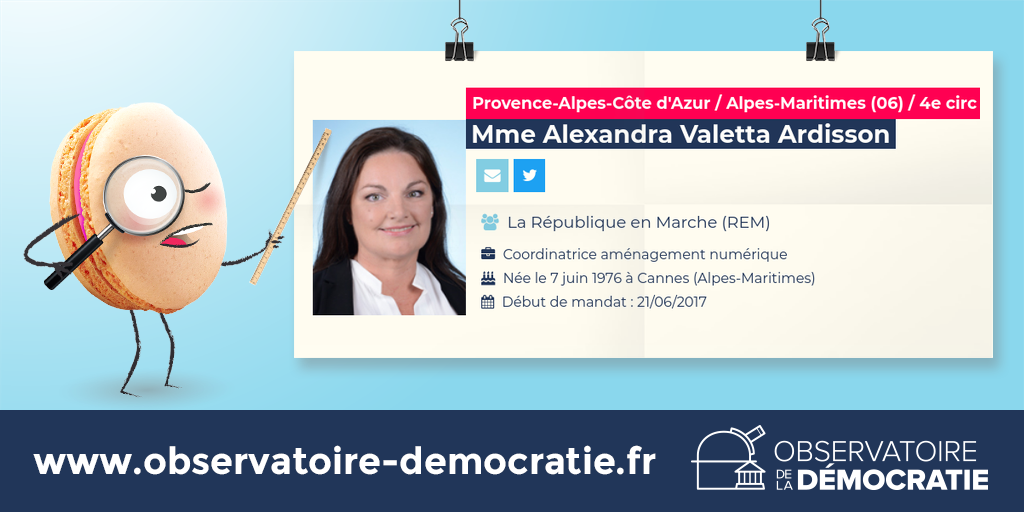 Provence-Alpes-Côte d'Azur / Alpes-Maritimes (06) / 4e circ
Mme Alexandra Valetta Ardisson
La République en Marche (REM)
Coordinatrice aménagement numérique
Née le 7 juin 1976 à Cannes (Alpes-Maritimes)
Début de mandat : 21/06/2017
www.observatoire-democratie.fr
OBSERVATOIRE
DE LA DÉMOCRATIE